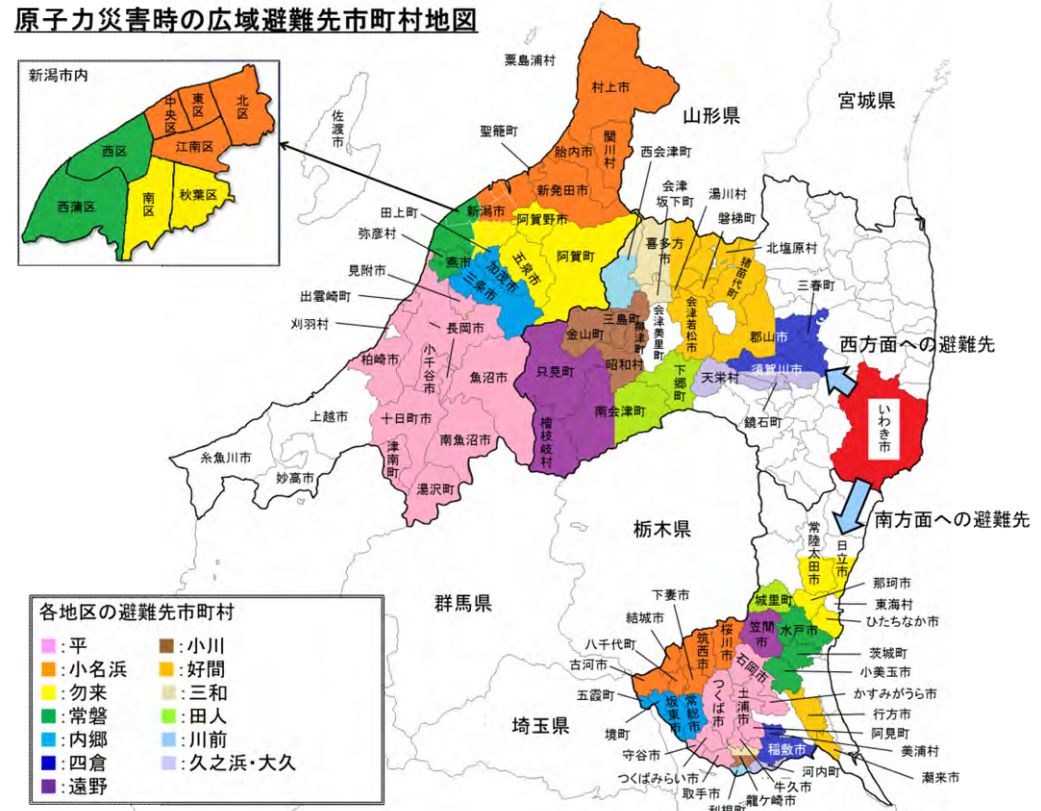 原子力災害時の広域避難先市町村地図
新潟市内
中央区
東区
北区
江南区
西区
西蒲区
南区
秋葉区
粟島浦村
村上市
宮城県
山形県
佐渡市
聖籠町
関川村
胎内市
新発田市
西会津町
会津坂下町
湯川村
磐梯町
北塩原村
田上町
新潟市
阿賀野市
弥彦村
燕市
加茂市
五泉市
阿賀町
喜多方市
猪苗代町
三春町
見附市
三条市
出雲崎町
刈羽村
長岡市
三島町
金山町
柳津町
会津美里町
会津若松市
郡山市
西方面への避難先
柏崎市
小千谷市
魚沼市
只見町
昭和村
下郷町
天栄村
須賀川市
いわき市
上越市
十日町市
南会津町
鏡石町
檜枝岐村
糸魚川市
妙高市
津南町
南魚沼市
湯沢町
南方面への避難先
栃木県
常陸太田市
日立市
群馬県
那珂市
東海村
ひたちなか市
城里町
笠間市
水戸市
茨城町
小美玉市
下妻市
結城市
八千代町
古河市
筑西市
桜川市
石岡市
かすみがうら市
五霞町
坂東市
常総市
つくば市
土浦市
行方市
阿見町
美浦村
潮来市
埼玉県
境町
守谷市
つくばみらい市
取手市
利根町
龍ケ崎市
牛久市
河内町
稲敷市
各地区の避難先市町村
:平
:小名浜
:勿来
:常磐
:内郷
:四倉
:遠野
:小川
:好間
:三和
:田人
:川前
:久之浜・大久